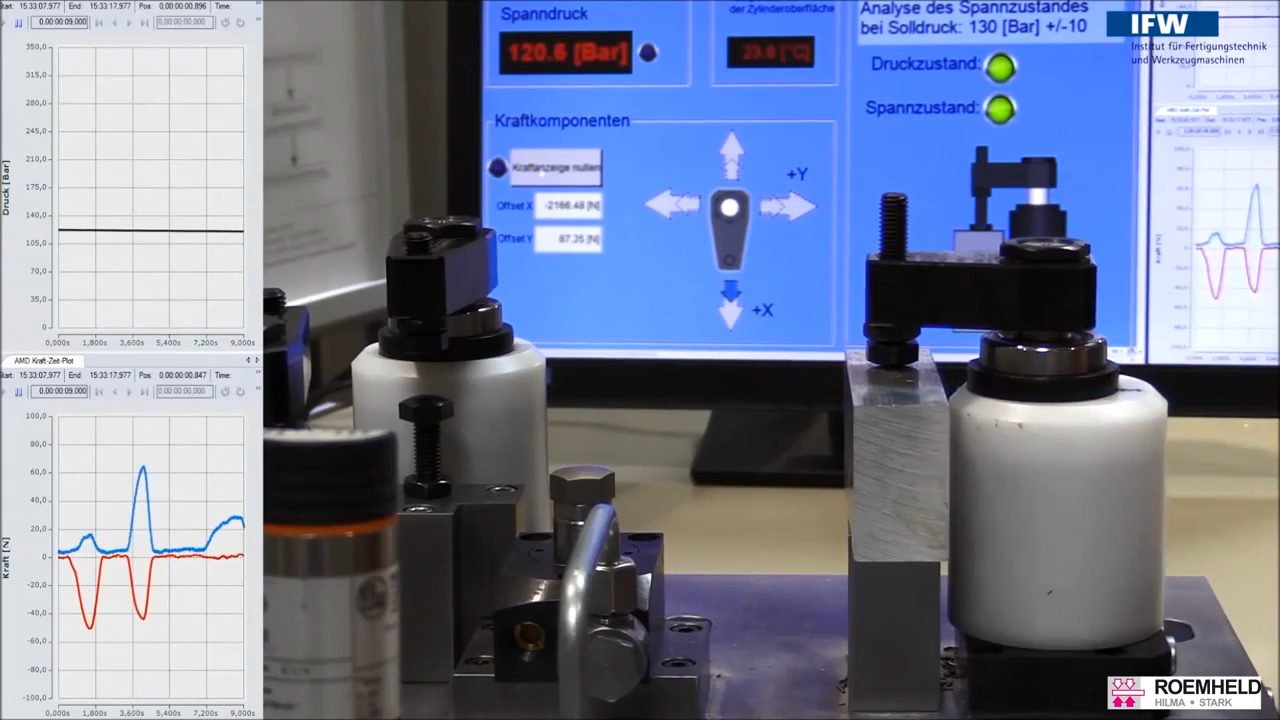 Start: 15:33:07.977 End: 15:33:17.977 Pos: 0.00:00:00.896
0,00:00:09,000
0,00:00:00,000
350,0
315,0
280,0
245,0
210,0
175,0
140,0
105,0
70,0
35,0
0
Druck [Bar]
0,000s 1,800s 3,600s 5,400s 7,200s 9,000s
AMD Kraft-Zeit-Plot
Start: 15:33:07.977 End: 15:33:17.977 Pos: 0.00:00:00.847
0,00:00:09,000
0,00:00:00,000
100,0
80,0
60,0
40,0
20,0
0
-20,0
-40,0
-60,0
-80,0
-100,0
Kraft [N]
0,000s 1,800s 3,600s 5,400s 7,200s 9,000s
Spanndruck
120.6 [Bar]
der Zylinderoberfläche
23.6 [°C]
Analyse des Spannzustandes
bei Solldruck: 130 [Bar] +/-10
Druckzustand:
Spannzustand:
Kraftkomponenten
Kraftanzeige nullen
Offset X -2166.48 [N]
Offset Y 87.25 [N]
+Y
+X
IFW
Institut für Fertigungstechnik
und Werkzeugmaschinen
ROEMHELD
HILMA ▪ STARK